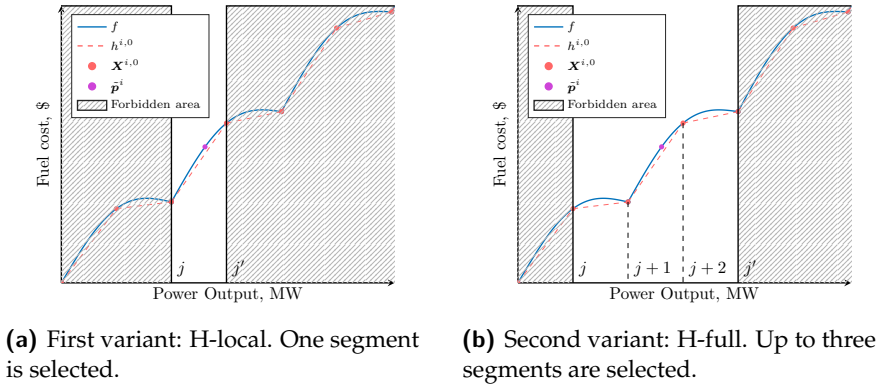 Fuel cost, $
f
h^{i,0}
X^{i,0}
p̄^i
Forbidden area
j
j′
Power Output, MW
(a) First variant: H-local. One segment
is selected.
Fuel cost, $
f
h^{i,0}
X^{i,0}
p̄^i
Forbidden area
j
j + 1
j + 2
j′
Power Output, MW
(b) Second variant: H-full. Up to three
segments are selected.